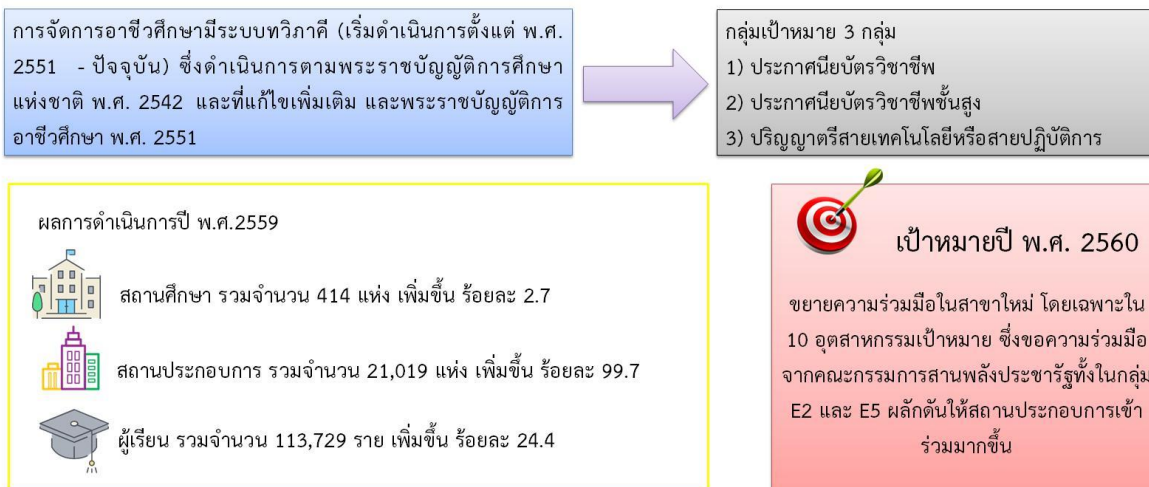 การจัดการอาชีวศึกษามีระบบทวิภาคี (เริ่มดำเนินการตั้งแต่ พ.ศ.
2551 - ปัจจุบัน) ซึ่งดำเนินการตามพระราชบัญญัติการศึกษา
แห่งชาติ พ.ศ. 2542 และที่แก้ไขเพิ่มเติม และพระราชบัญญัติการ
อาชีวศึกษา พ.ศ. 2551
กลุ่มเป้าหมาย 3 กลุ่ม
1) ประกาศนียบัตรวิชาชีพ
2) ประกาศนียบัตรวิชาชีพชั้นสูง
3) ปริญญาตรีสายเทคโนโลยีหรือสายปฏิบัติการ
ผลการดำเนินการปี พ.ศ.2559
สถานศึกษา รวมจำนวน 414 แห่ง เพิ่มขึ้น ร้อยละ 2.7
สถานประกอบการ รวมจำนวน 21,019 แห่ง เพิ่มขึ้น ร้อยละ 99.7
ผู้เรียน รวมจำนวน 113,729 ราย เพิ่มขึ้น ร้อยละ 24.4
เป้าหมายปี พ.ศ. 2560
ขยายความร่วมมือในสาขาใหม่ โดยเฉพาะใน
10 อุตสาหกรรมเป้าหมาย ซึ่งขอความร่วมมือ
จากคณะกรรมการสานพลังประชารัฐทั้งในกลุ่ม
E2 และ E5 ผลักดันให้สถานประกอบการเข้า
ร่วมมากขึ้น